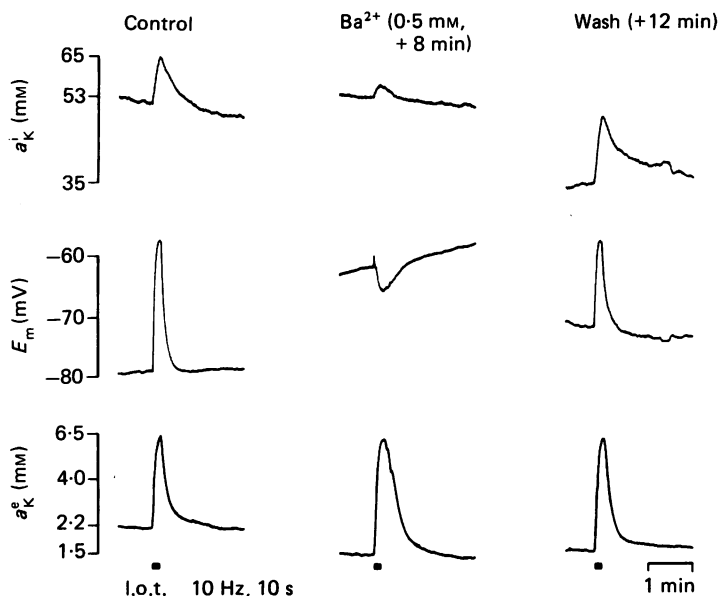 Control
Ba²⁺ (0·5 mM,
+ 8 min)
Wash (+12 min)
65
53
35
aⁱK (mM)
−60
−70
−80
Em (mV)
6·5
4·0
2·2
1·5
aᵉK (mM)
l.o.t. 10 Hz, 10 s
1 min